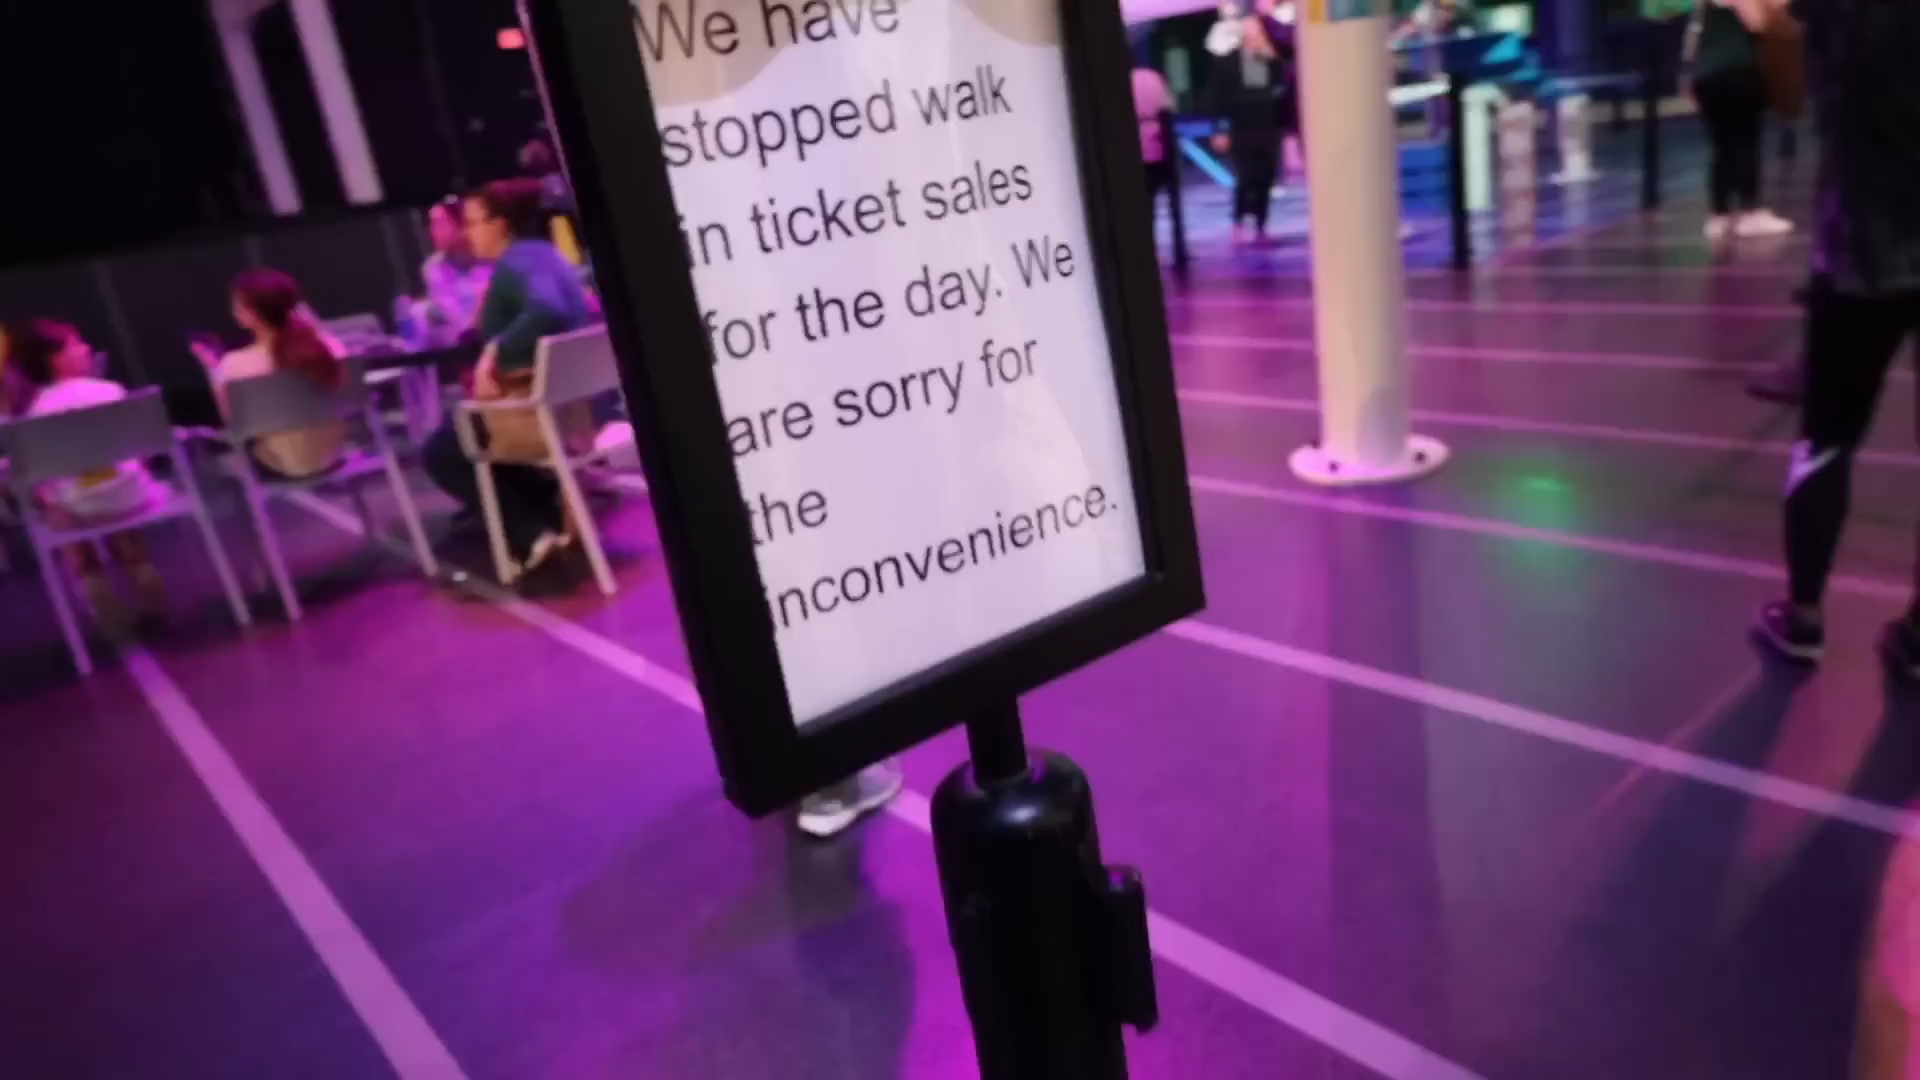 We have
stopped walk
in ticket sales
for the day. We
are sorry for
the
inconvenience.